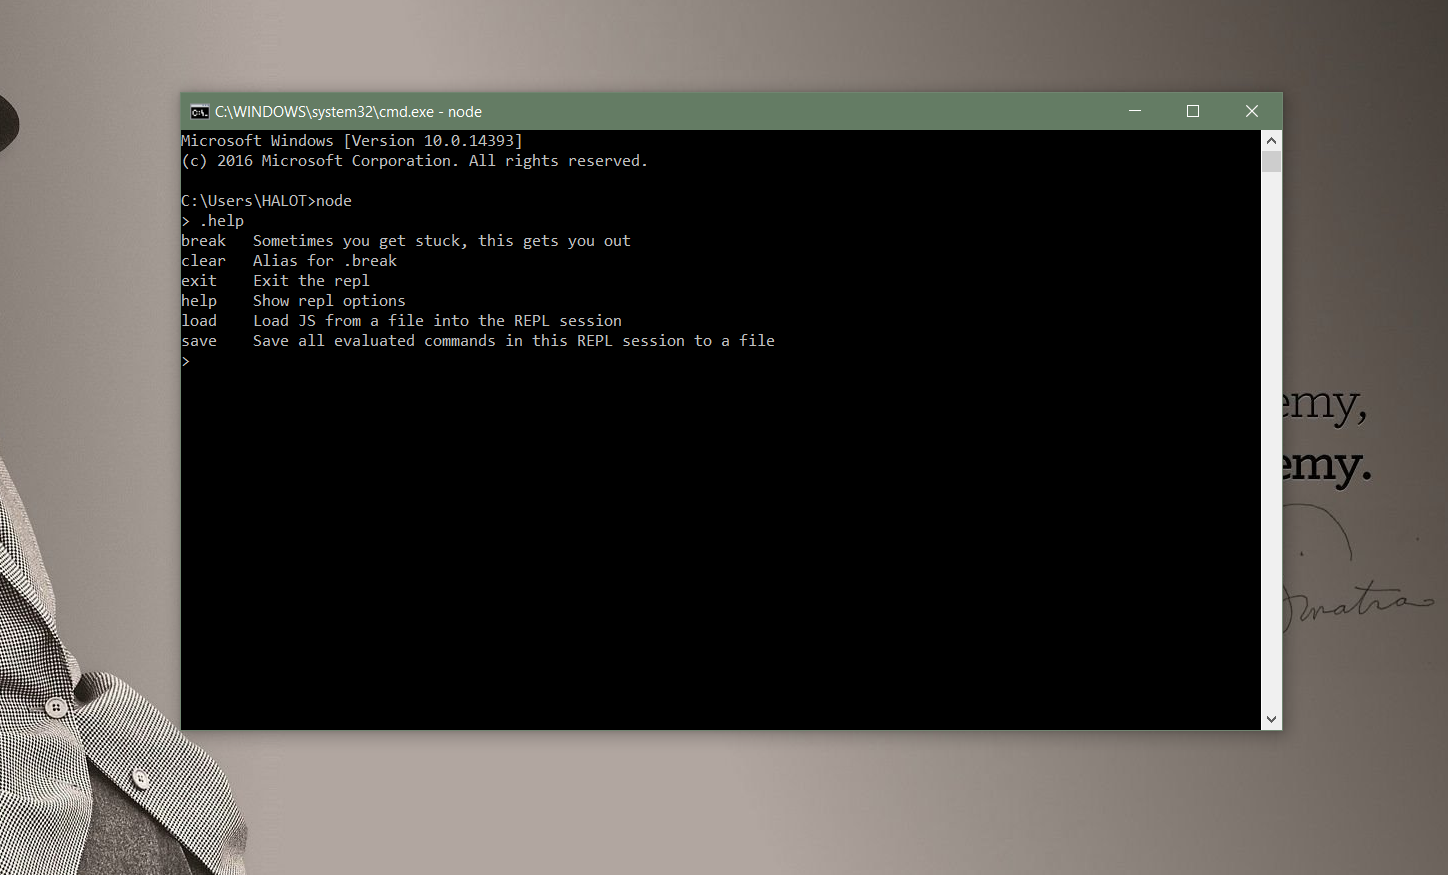 C:\WINDOWS\system32\cmd.exe - node
Microsoft Windows [Version 10.0.14393]
(c) 2016 Microsoft Corporation. All rights reserved.
C:\Users\HALOT>node
> .help
break   Sometimes you get stuck, this gets you out
clear   Alias for .break
exit    Exit the repl
help    Show repl options
load    Load JS from a file into the REPL session
save    Save all evaluated commands in this REPL session to a file
>
emy,
emy.